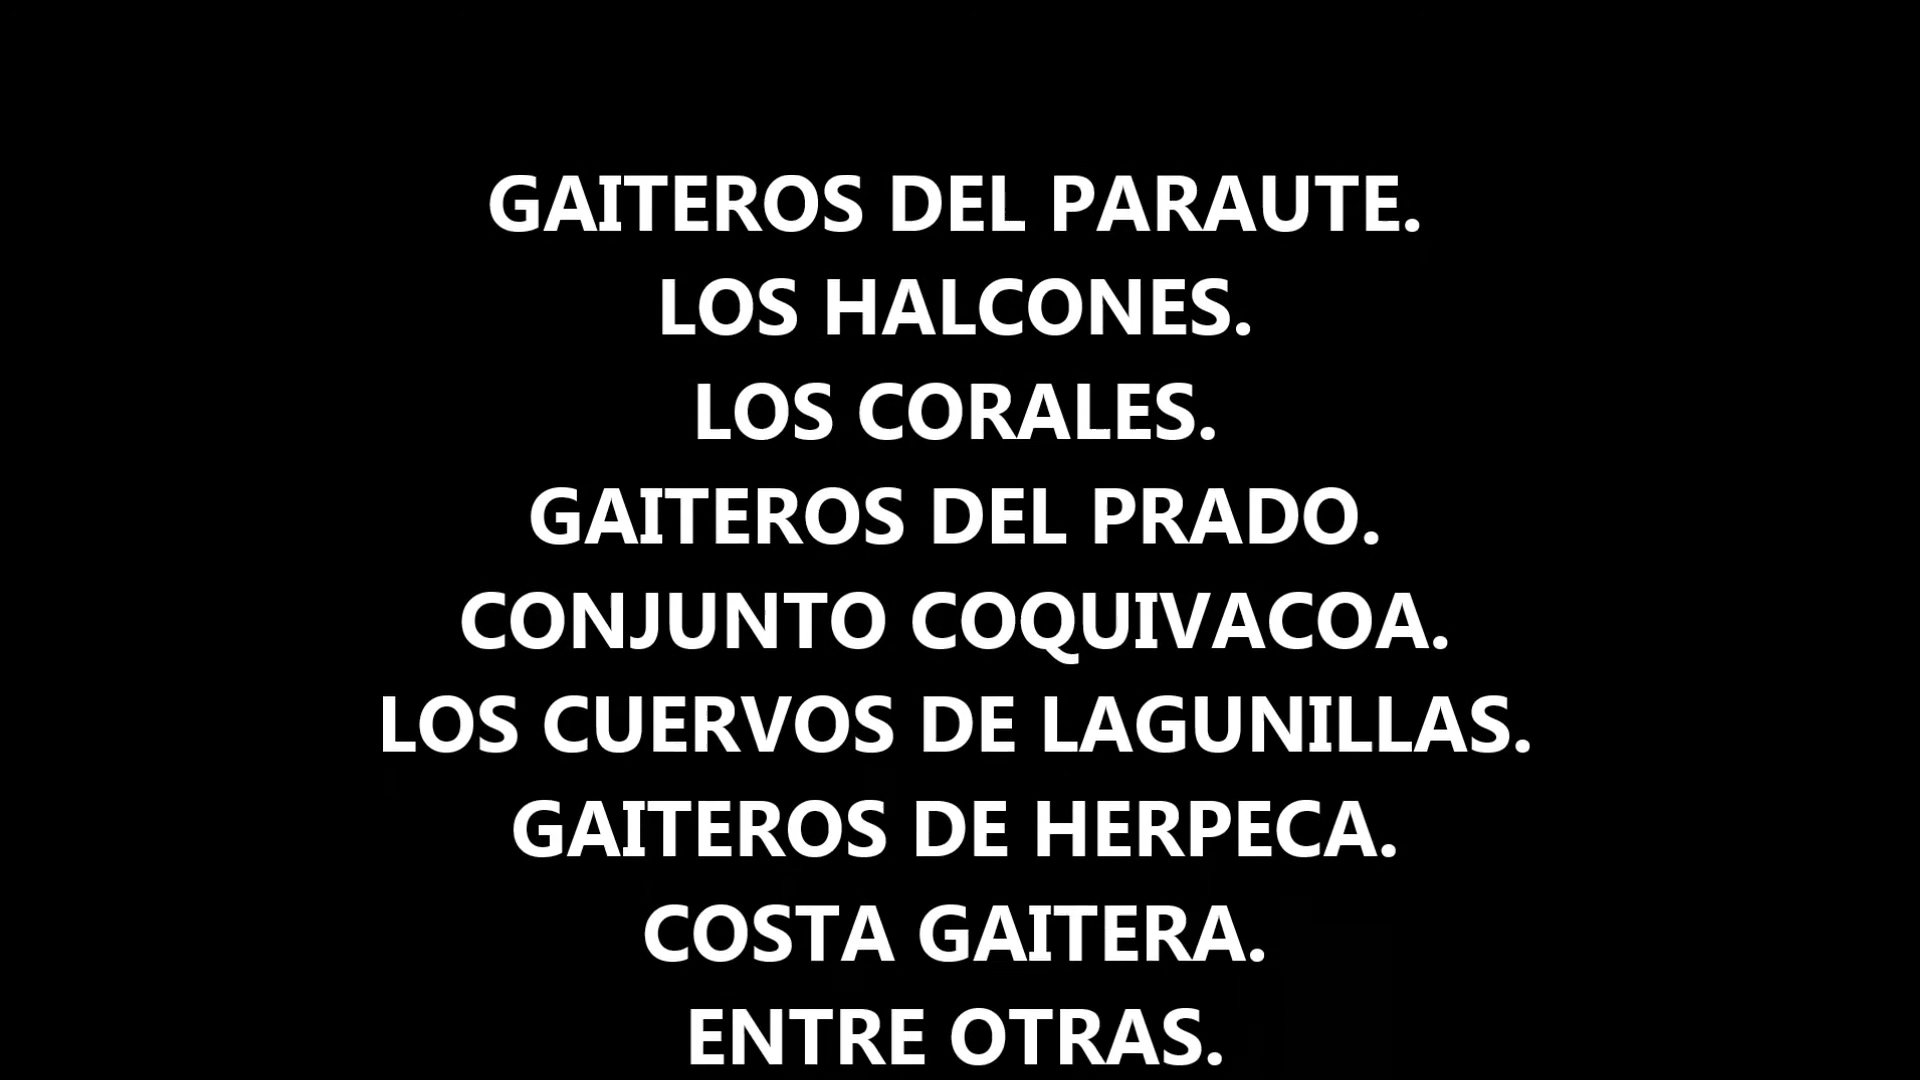 GAITEROS DEL PARAUTE.
LOS HALCONES.
LOS CORALES.
GAITEROS DEL PRADO.
CONJUNTO COQUIVACOA.
LOS CUERVOS DE LAGUNILLAS.
GAITEROS DE HERPECA.
COSTA GAITERA.
ENTRE OTRAS.